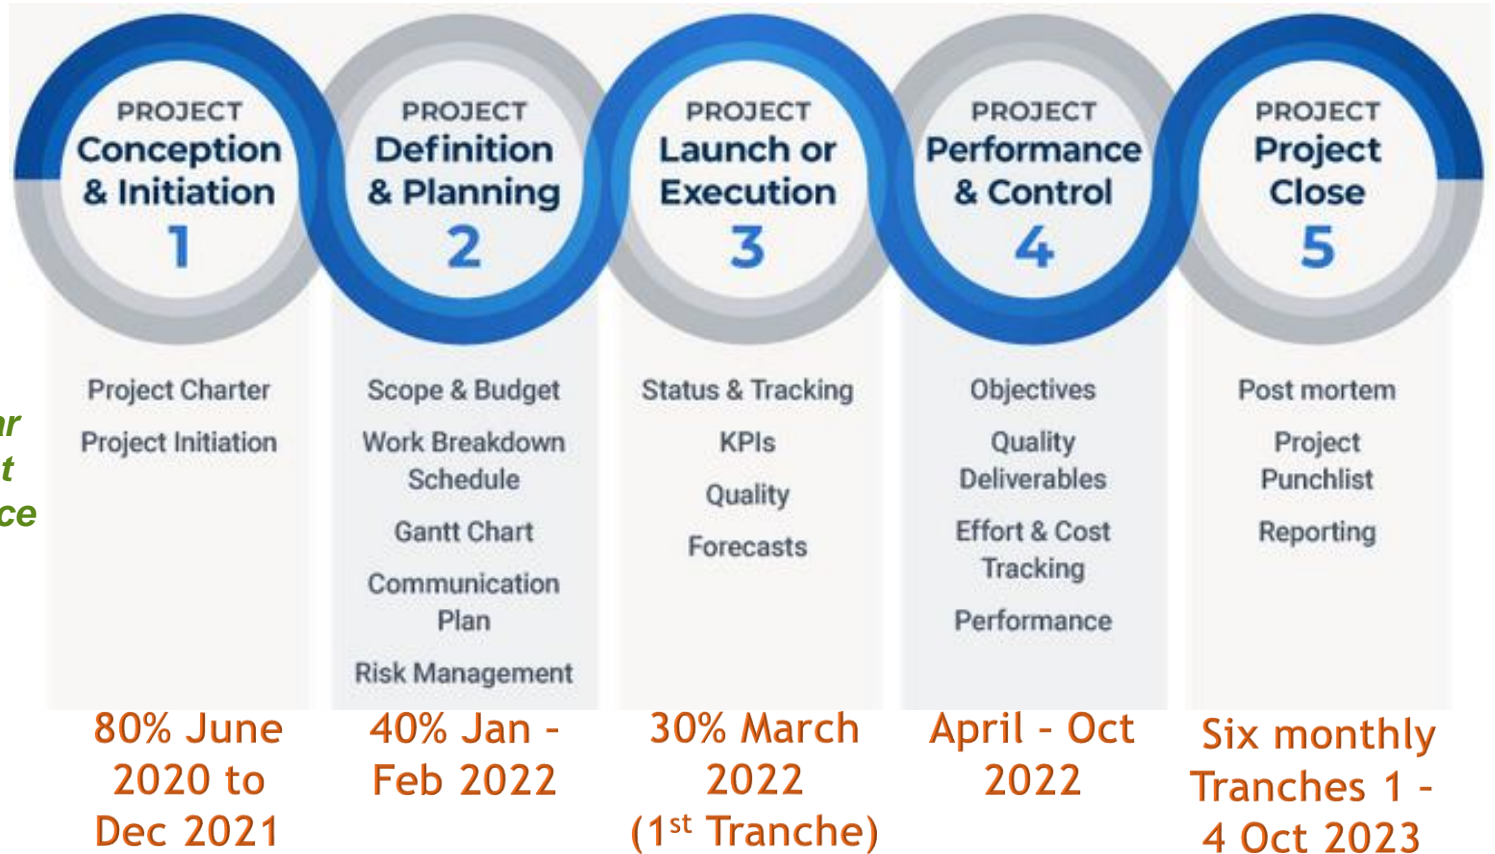 PROJECT
Conception
& Initiation
1
Project Charter
Project Initiation
80% June
2020 to
Dec 2021
PROJECT
Definition
& Planning
2
Scope & Budget
Work Breakdown
Schedule
Gantt Chart
Communication
Plan
Risk Management
40% Jan –
Feb 2022
PROJECT
Launch or
Execution
3
Status & Tracking
KPIs
Quality
Forecasts
30% March
2022
(1st Tranche)
PROJECT
Performance
& Control
4
Objectives
Quality
Deliverables
Effort & Cost
Tracking
Performance
April – Oct
2022
PROJECT
Project
Close
5
Post mortem
Project
Punchlist
Reporting
Six monthly
Tranches 1 –
4 Oct 2023